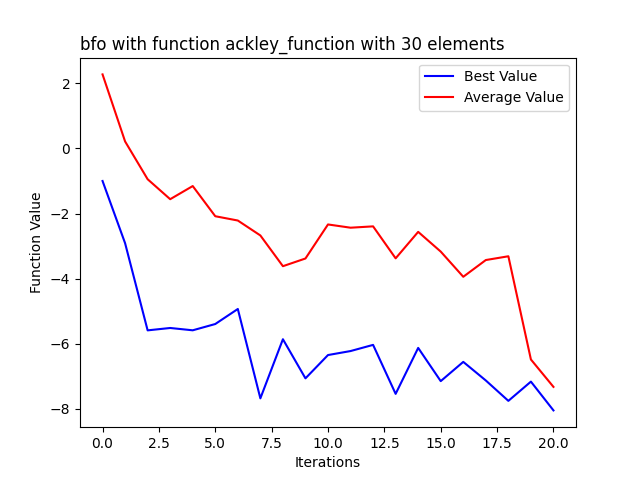 bfo with function ackley_function with 30 elements
Best Value
Average Value
Function Value
2
0
−2
−4
−6
−8
0.0 2.5 5.0 7.5 10.0 12.5 15.0 17.5 20.0
Iterations